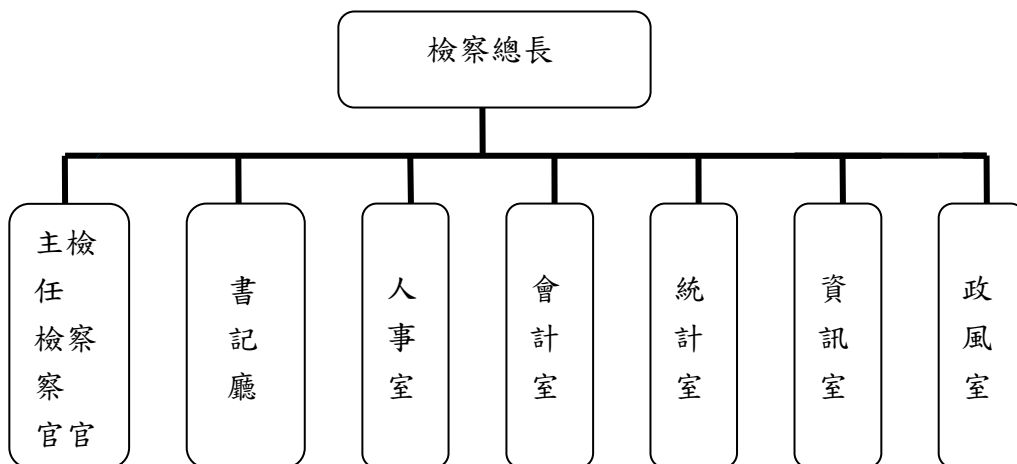 檢察總長
主任檢察官
檢察官
書記廳
人事室
會計室
統計室
資訊室
政風室